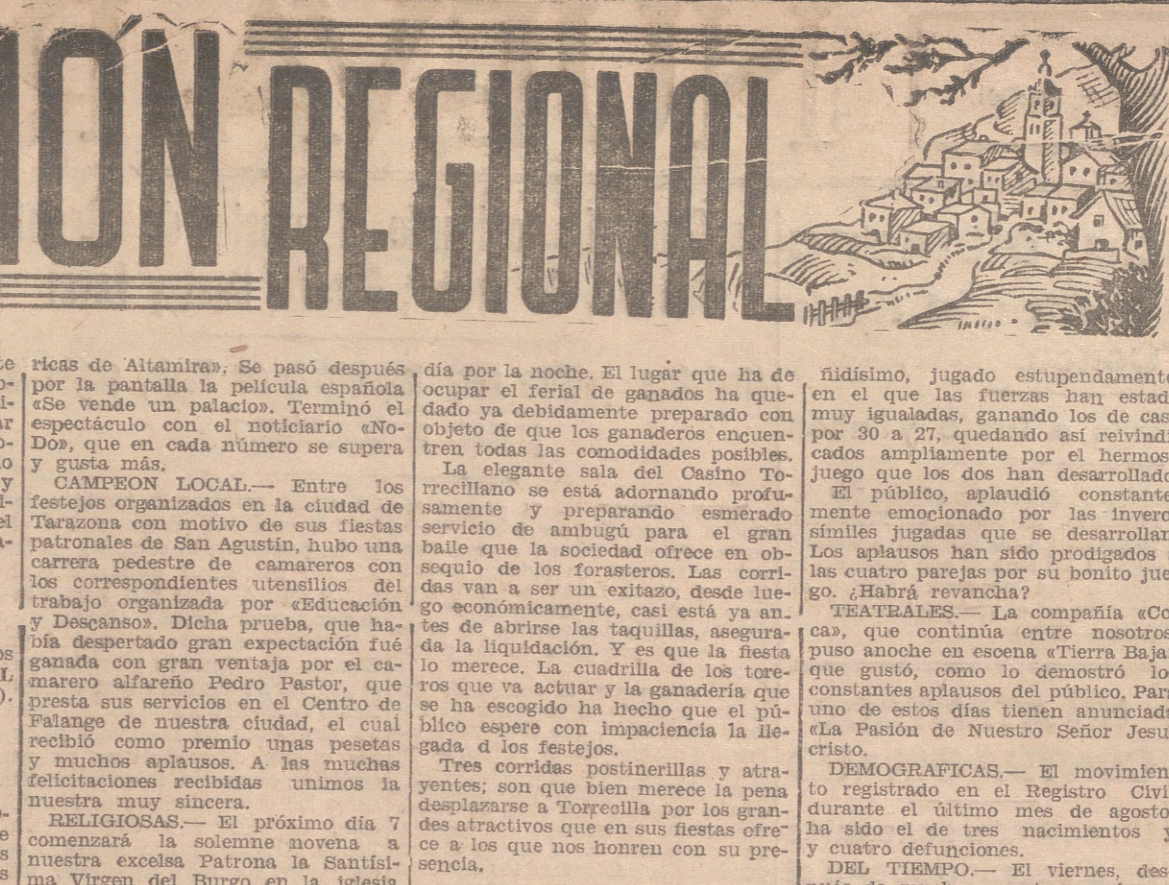 ION REGIONAL
ricas de Altamira»; Se pasó después
por la pantalla la película española
«Se vende un palacio». Terminó el
espectáculo con el noticiario «No-
Do», que en cada número se supera
y gusta más.
CAMPEON LOCAL.— Entre los
festejos organizados en la ciudad de
Tarazona con motivo de sus fiestas
patronales de San Agustín, hubo una
carrera pedestre de camareros con
los correspondientes utensilios del
trabajo organizada por «Educación
y Descanso». Dicha prueba, que ha-
bía despertado gran expectación fué
ganada con gran ventaja por el ca-
marero alfareño Pedro Pastor, que
presta sus servicios en el Centro de
Falange de nuestra ciudad, el cual
recibió como premio unas pesetas
y muchos aplausos. A las muchas
felicitaciones recibidas unimos la
nuestra muy sincera.
RELIGIOSAS.— El próximo día 7
comenzará la solemne movena a
nuestra excelsa Patrona la Santísi-
ma Virgen del Burgo en la iglesia
día por la noche. El lugar que ha de
ocupar el ferial de ganados ha que-
dado ya debidamente preparado con
objeto de que los ganaderos encuen-
tren todas las comodidades posibles.
La elegante sala del Casino To-
rrecillano se está adornando profu-
samente y preparando esmerado
servicio de ambugú para el gran
baile que la sociedad ofrece en ob-
sequio de los forasteros. Las corri-
das van a ser un exitazo, desde lue-
go económicamente, casi está ya an-
tes de abrirse las taquillas, asegura-
da la liquidación. Y es que la fiesta
lo merece. La cuadrilla de los tore-
ros que va actuar y la ganadería que
se ha escogido ha hecho que el pú-
blico espere con impaciencia la lle-
gada d los festejos.
Tres corridas postinerillas y atra-
yentes; son que bien merece la pena
desplazarse a Torrecilla por los gran-
des atractivos que en sus fiestas ofre-
ce a los que nos honren con su pre-
sencia.
ñidísimo, jugado estupendamente
en el que las fuerzas han estad
muy igualadas, ganando los de cas
por 30 a 27, quedando así reivindi
cados ampliamente por el hermos
juego que los dos han desarrollado
El público, aplaudió constante
mente emocionado por las invero
símiles jugadas que se desarrollan
Los aplausos han sido prodigados
las cuatro parejas por su bonito jue
go. ¿Habrá revancha?
TEATRALES.— La compañía «Co
ca», que continúa entre nosotros
puso anoche en escena «Tierra Baja
que gustó, como lo demostró lo
constantes aplausos del público. Par
uno de estos días tienen anunciada
«La Pasión de Nuestro Señor Jesu
cristo.
DEMOGRAFICAS.— El movimien
to registrado en el Registro Civi
durante el último mes de agosto
ha sido el de tres nacimientos y
y cuatro defunciones.
DEL TIEMPO.— El viernes, des